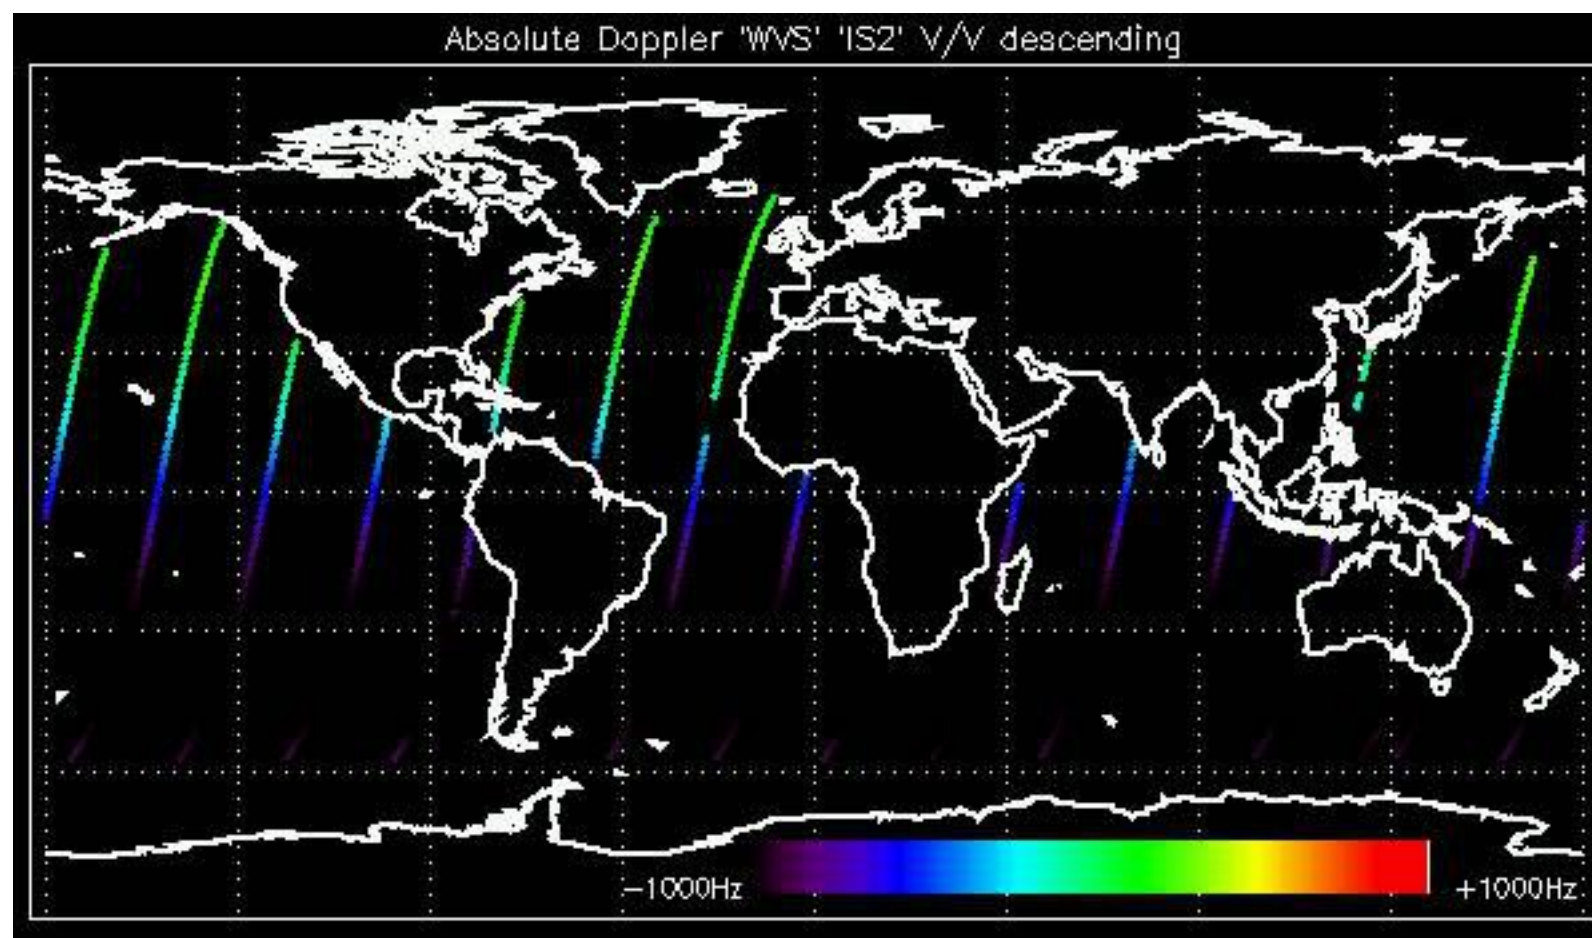 Absolute Doppler 'WVS' 'IS2' V/V descending
−1000Hz
+1000Hz